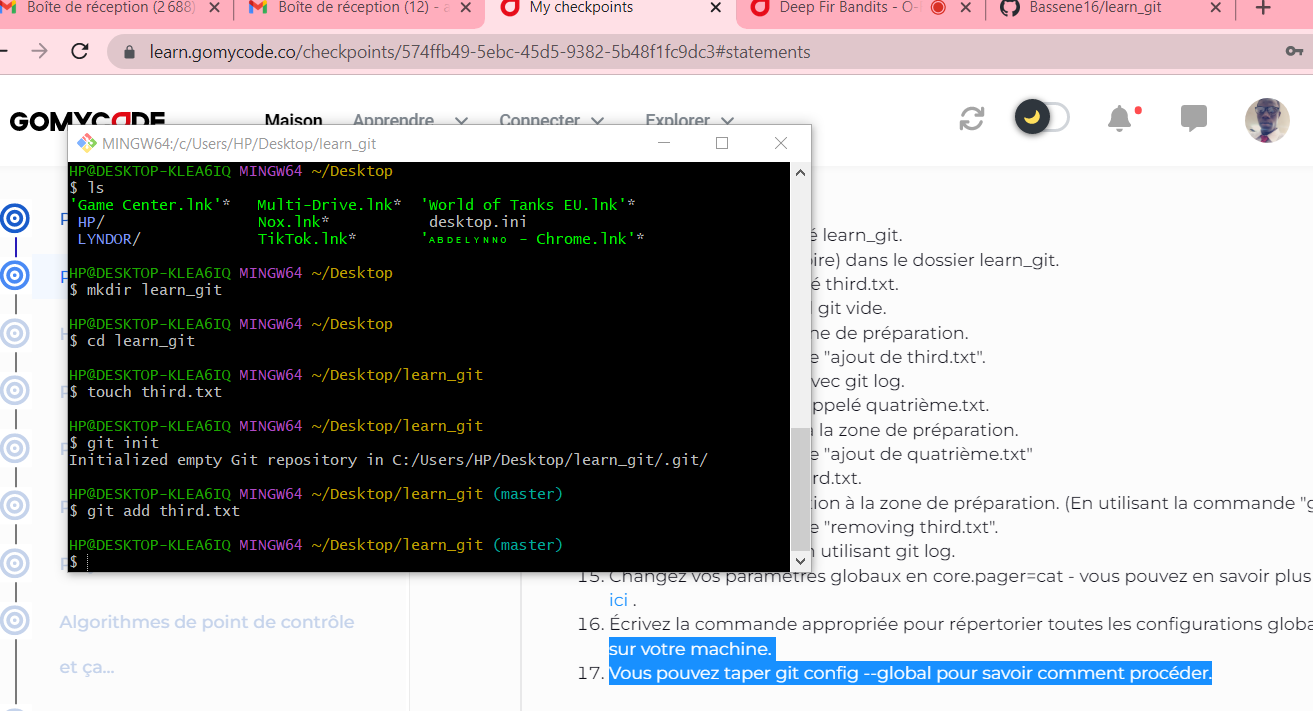 Boîte de réception (2 688)
Boîte de réception (12) - a
My checkpoints
Deep Fir Bandits - O-
Bassene16/learn_git
learn.gomycode.co/checkpoints/574ffb49-5ebc-45d5-9382-5b48f1fc9dc3#statements
GOMYCODE
Maison
Apprendre
Connecter
Explorer
MINGW64:/c/Users/HP/Desktop/learn_git
HP@DESKTOP-KLEA6IQ MINGW64 ~/Desktop
$ ls
'Game Center.lnk'* Multi-Drive.lnk* 'World of Tanks EU.lnk'*
HP/ Nox.lnk* desktop.ini
LYNDOR/ TikTok.lnk* 'ᴀʙᴅᴇʟʏɴɴᴏ - Chrome.lnk'*
HP@DESKTOP-KLEA6IQ MINGW64 ~/Desktop
$ mkdir learn_git
HP@DESKTOP-KLEA6IQ MINGW64 ~/Desktop
$ cd learn_git
HP@DESKTOP-KLEA6IQ MINGW64 ~/Desktop/learn_git
$ touch third.txt
HP@DESKTOP-KLEA6IQ MINGW64 ~/Desktop/learn_git
$ git init
Initialized empty Git repository in C:/Users/HP/Desktop/learn_git/.git/
HP@DESKTOP-KLEA6IQ MINGW64 ~/Desktop/learn_git (master)
$ git add third.txt
HP@DESKTOP-KLEA6IQ MINGW64 ~/Desktop/learn_git (master)
$
Algorithmes de point de contrôle
et ça...
é learn_git.
ire) dans le dossier learn_git.
é third.txt.
l git vide.
ne de préparation.
e "ajout de third.txt".
vec git log.
ppelé quatrième.txt.
à la zone de préparation.
e "ajout de quatrième.txt"
rd.txt.
tion à la zone de préparation. (En utilisant la commande "g
e "removing third.txt".
n utilisant git log.
15. Changez vos paramètres globaux en core.pager=cat - vous pouvez en savoir plus
ici .
16. Écrivez la commande appropriée pour répertorier toutes les configurations globa
sur votre machine.
17. Vous pouvez taper git config --global pour savoir comment procéder.